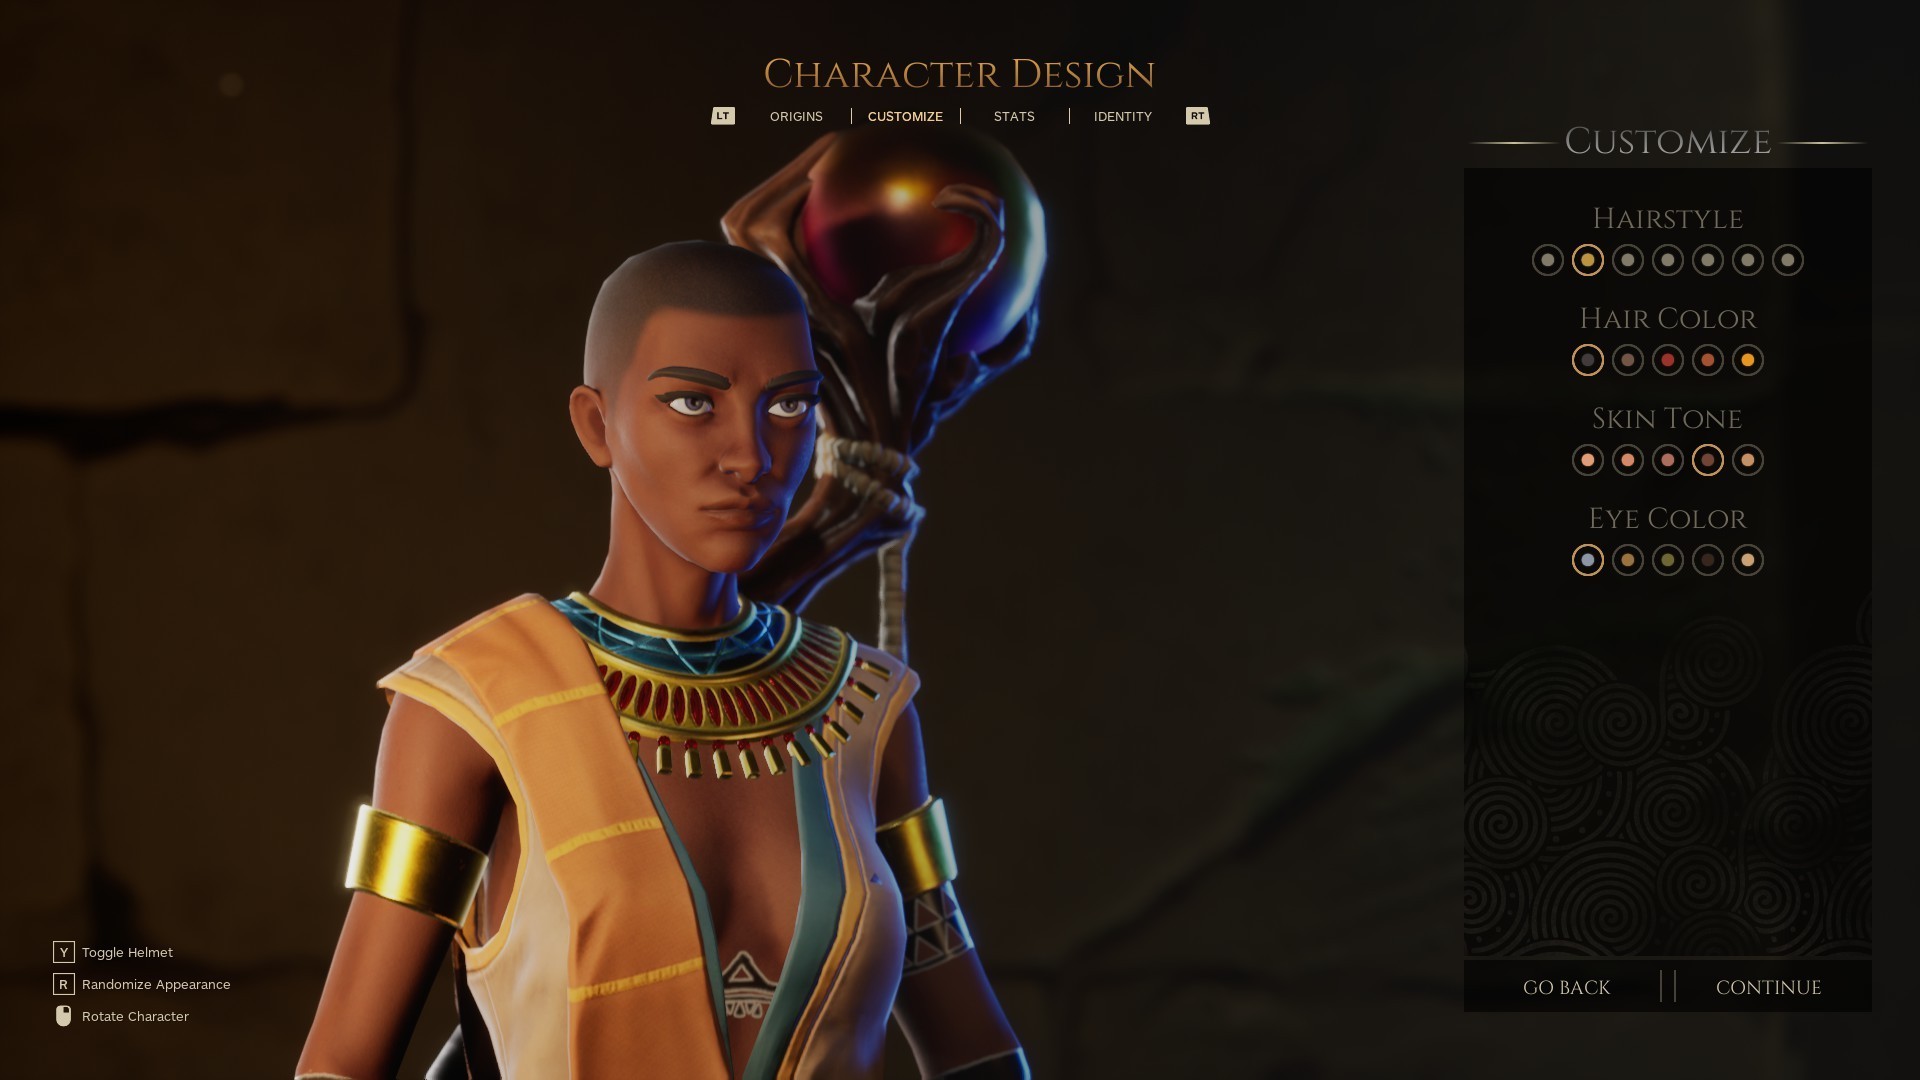 CHARACTER DESIGN
LT ORIGINS CUSTOMIZE STATS IDENTITY RT
CUSTOMIZE
HAIRSTYLE
HAIR COLOR
SKIN TONE
EYE COLOR
Y Toggle Helmet
R Randomize Appearance
Rotate Character
GO BACK CONTINUE